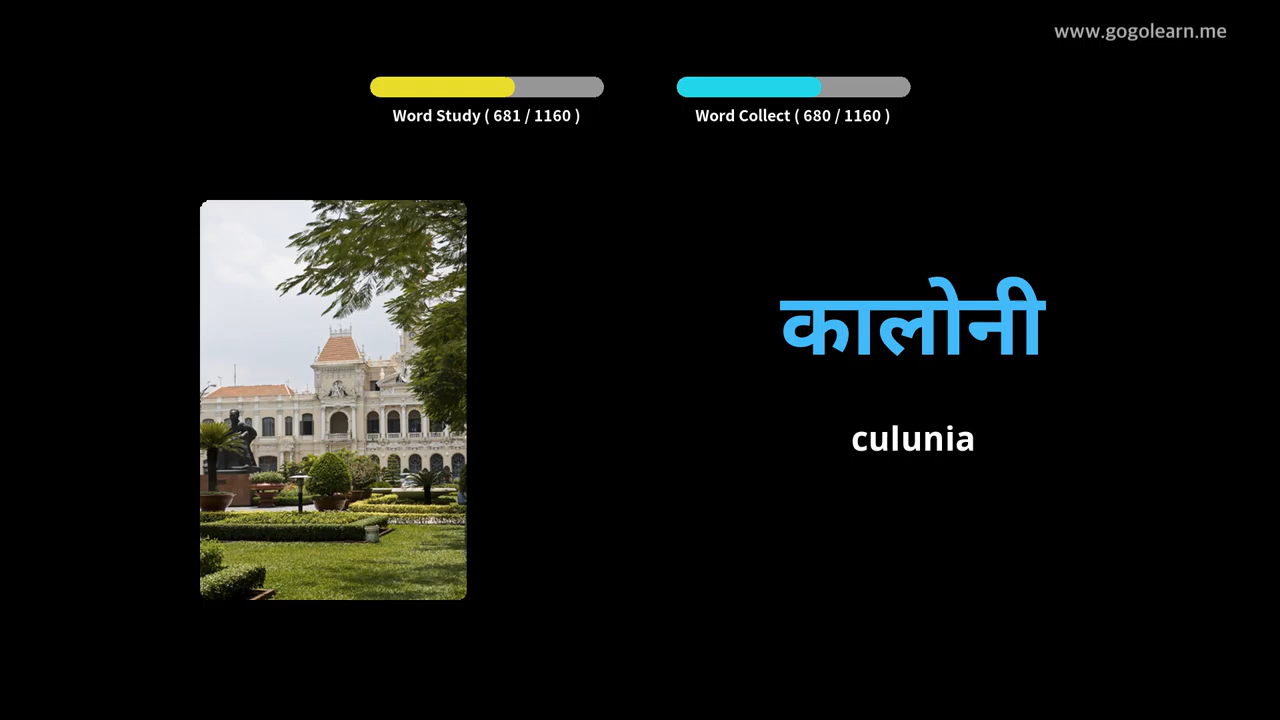 www.gogolearn.me
Word Study ( 681 / 1160 )
Word Collect ( 680 / 1160 )
कालोनी
culunia